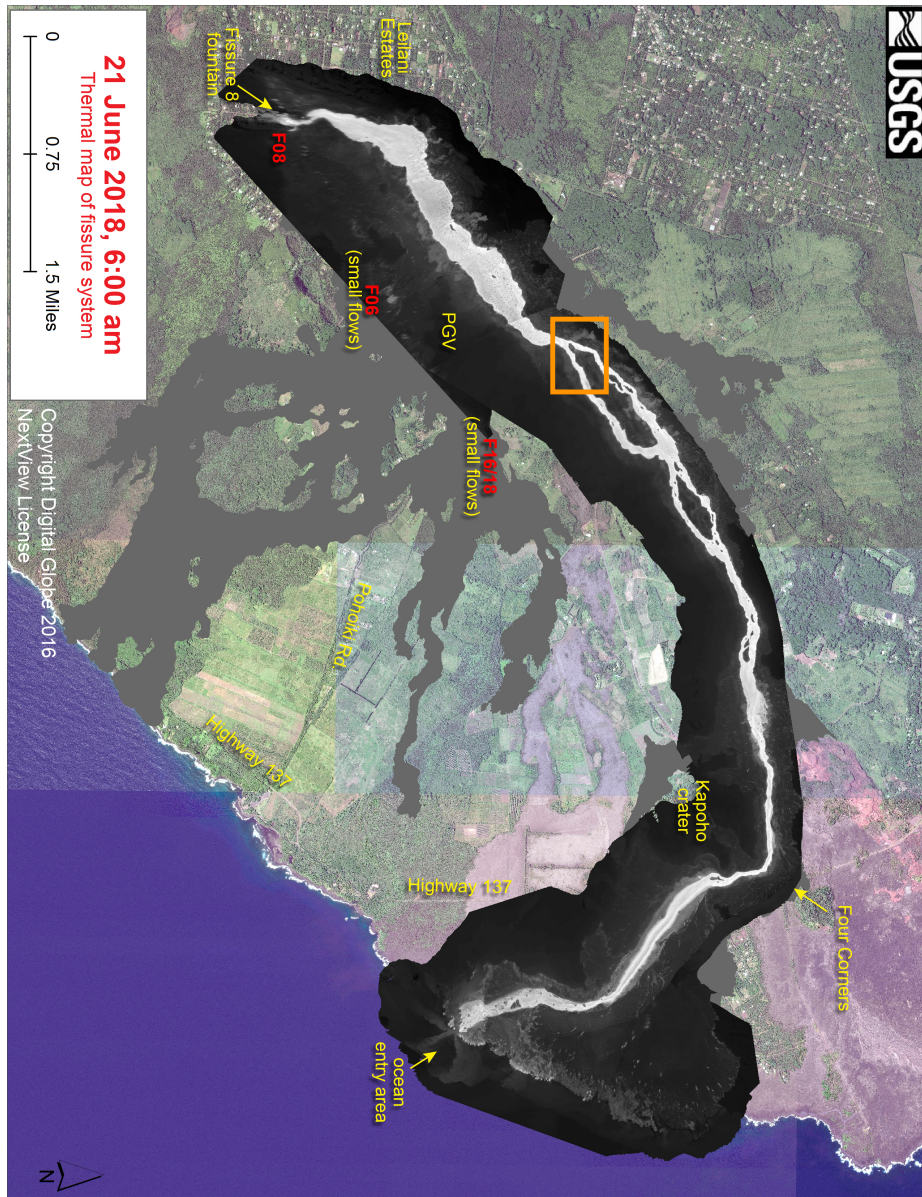 USGS
Four Corners
Kapoho
crater
F16/18
(small flows)
PGV
Highway 137
Leilani
Estates
ocean
entry area
F06
(small flows)
Pohoiki Rd
F08
Fissure 8
fountain
Highway 137
21 June 2018, 6:00 am
Thermal map of fissure system
0 0.75 1.5 Miles
Copyright Digital Globe 2016
NextView License
N